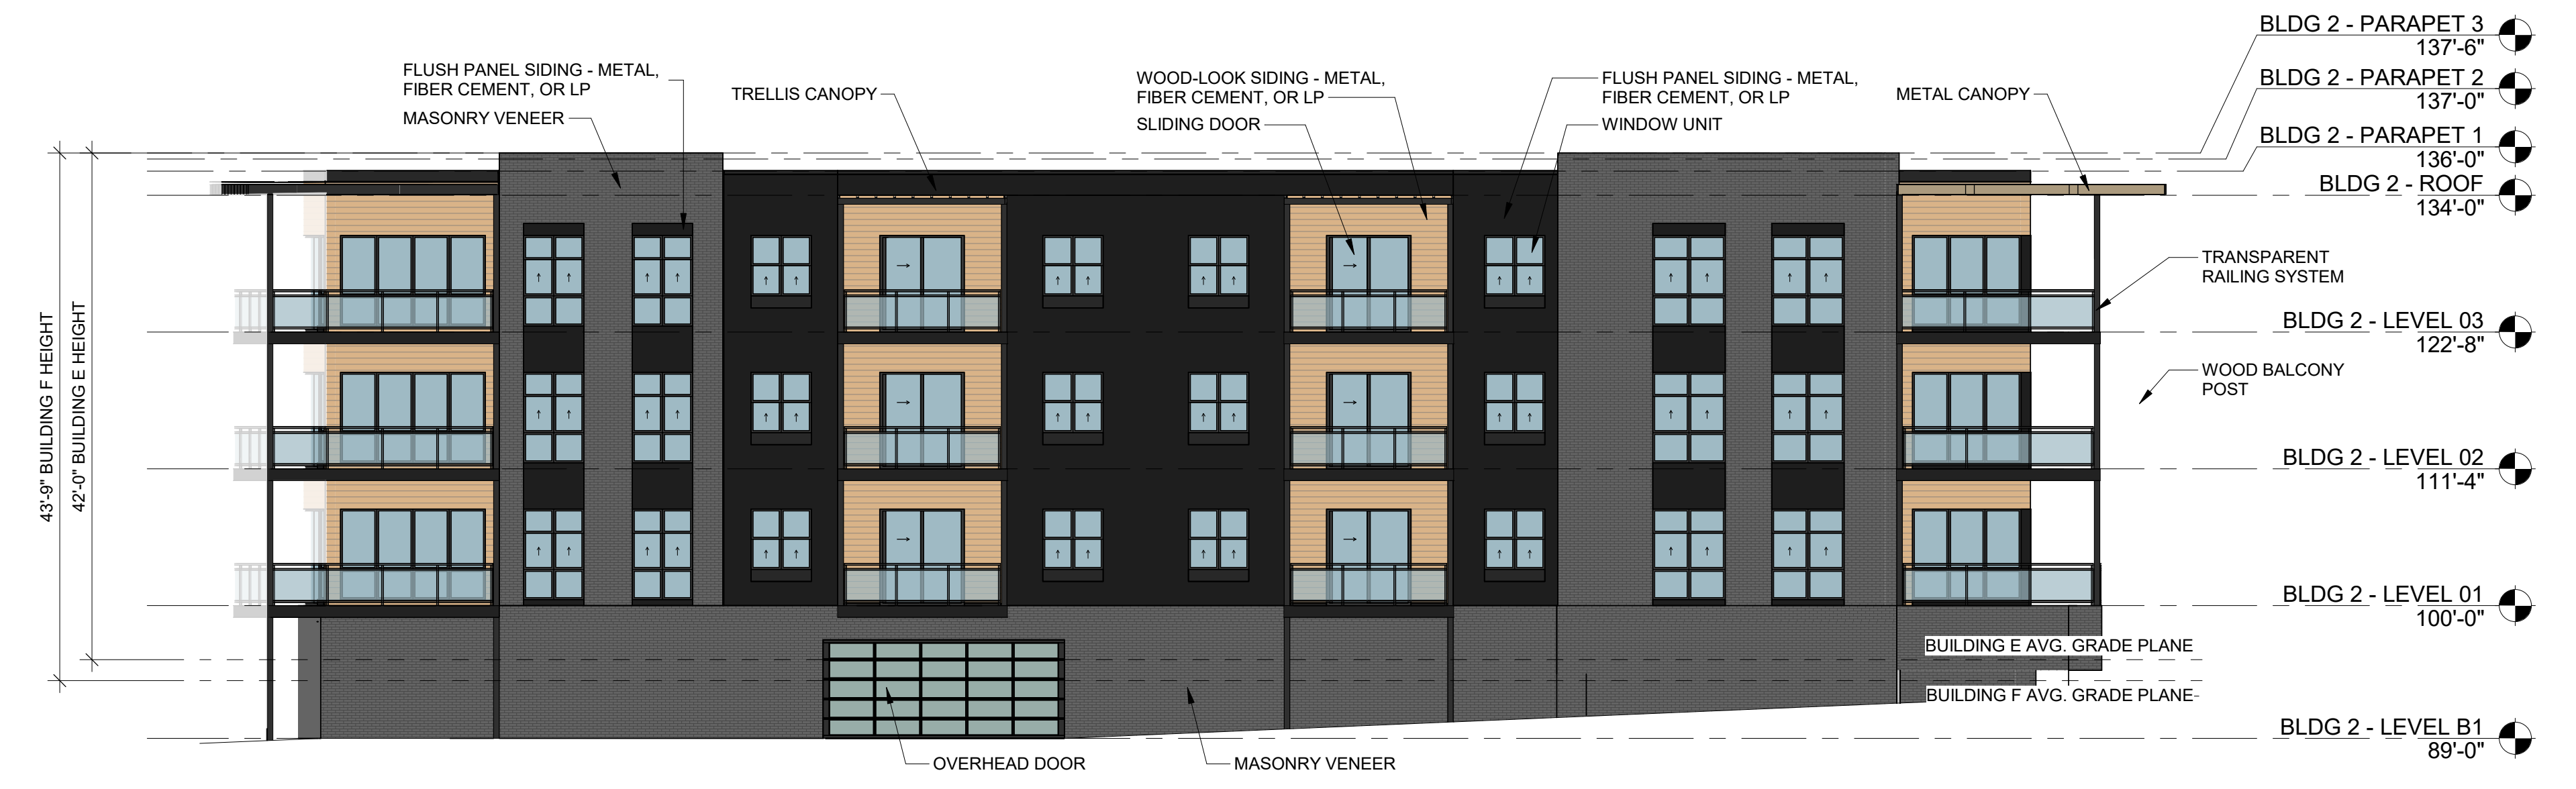 BLDG 2 - PARAPET 3
137'-6"
BLDG 2 - PARAPET 2
137'-0"
BLDG 2 - PARAPET 1
136'-0"
BLDG 2 - ROOF
134'-0"
FLUSH PANEL SIDING - METAL,
FIBER CEMENT, OR LP
MASONRY VENEER
TRELLIS CANOPY
WOOD-LOOK SIDING - METAL,
FIBER CEMENT, OR LP
SLIDING DOOR
FLUSH PANEL SIDING - METAL,
FIBER CEMENT, OR LP
WINDOW UNIT
METAL CANOPY
TRANSPARENT
RAILING SYSTEM
BLDG 2 - LEVEL 03
122'-8"
WOOD BALCONY
POST
BLDG 2 - LEVEL 02
111'-4"
BLDG 2 - LEVEL 01
100'-0"
43'-9" BUILDING F HEIGHT
42'-0" BUILDING E HEIGHT
BUILDING E AVG. GRADE PLANE
BUILDING F AVG. GRADE PLANE
BLDG 2 - LEVEL B1
89'-0"
OVERHEAD DOOR
MASONRY VENEER